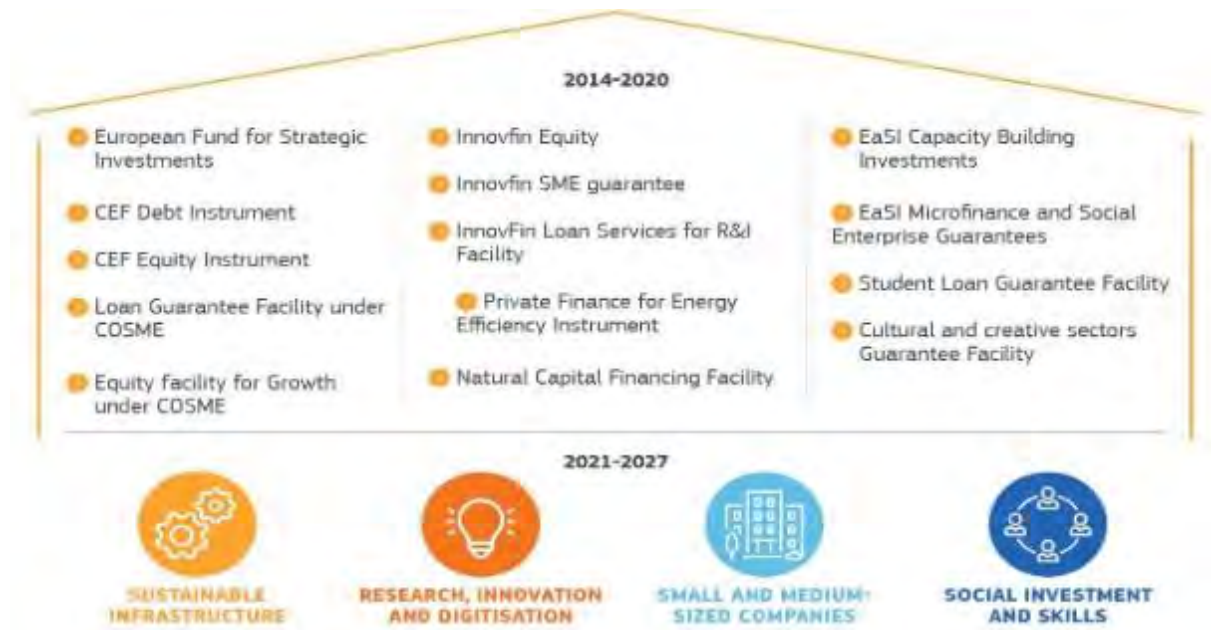 2014-2020
European Fund for Strategic
Investments
CEF Debt Instrument
CEF Equity Instrument
Loan Guarantee Facility under
COSME
Equity facility for Growth
under COSME
Innovfin Equity
Innovfin SME guarantee
InnovFin Loan Services for R&I
Facility
Private Finance for Energy
Efficiency Instrument
Natural Capital Financing Facility
EaSI Capacity Building
Investments
EaSI Microfinance and Social
Enterprise Guarantees
Student Loan Guarantee Facility
Cultural and creative sectors
Guarantee Facility
2021-2027
SUSTAINABLE
INFRASTRUCTURE
RESEARCH, INNOVATION
AND DIGITISATION
SMALL AND MEDIUM-
SIZED COMPANIES
SOCIAL INVESTMENT
AND SKILLS